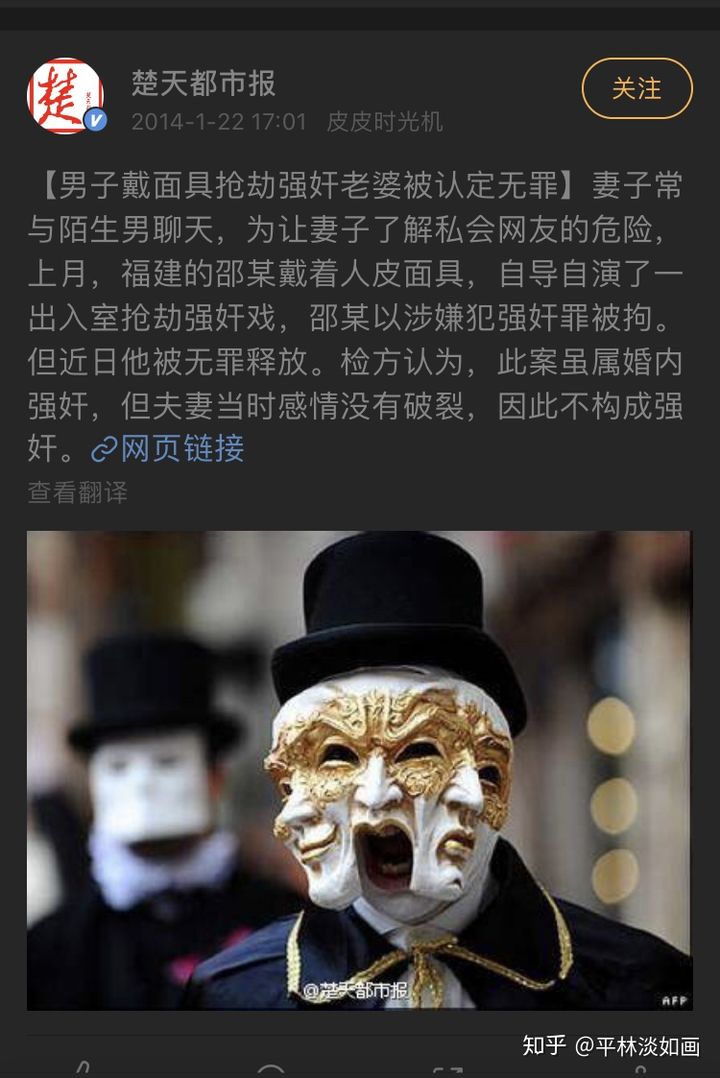 楚
楚天都市报
关注
2014-1-22 17:01 皮皮时光机
【男子戴面具抢劫强奸老婆被认定无罪】妻子常
与陌生男聊天，为让妻子了解私会网友的危险，
上月，福建的邵某戴着人皮面具，自导自演了一
出入室抢劫强奸戏，邵某以涉嫌犯强奸罪被拘。
但近日他被无罪释放。检方认为，此案虽属婚内
强奸，但夫妻当时感情没有破裂，因此不构成强
奸。网页链接
查看翻译
@楚天都市报
AFP
知乎 @平林淡如画